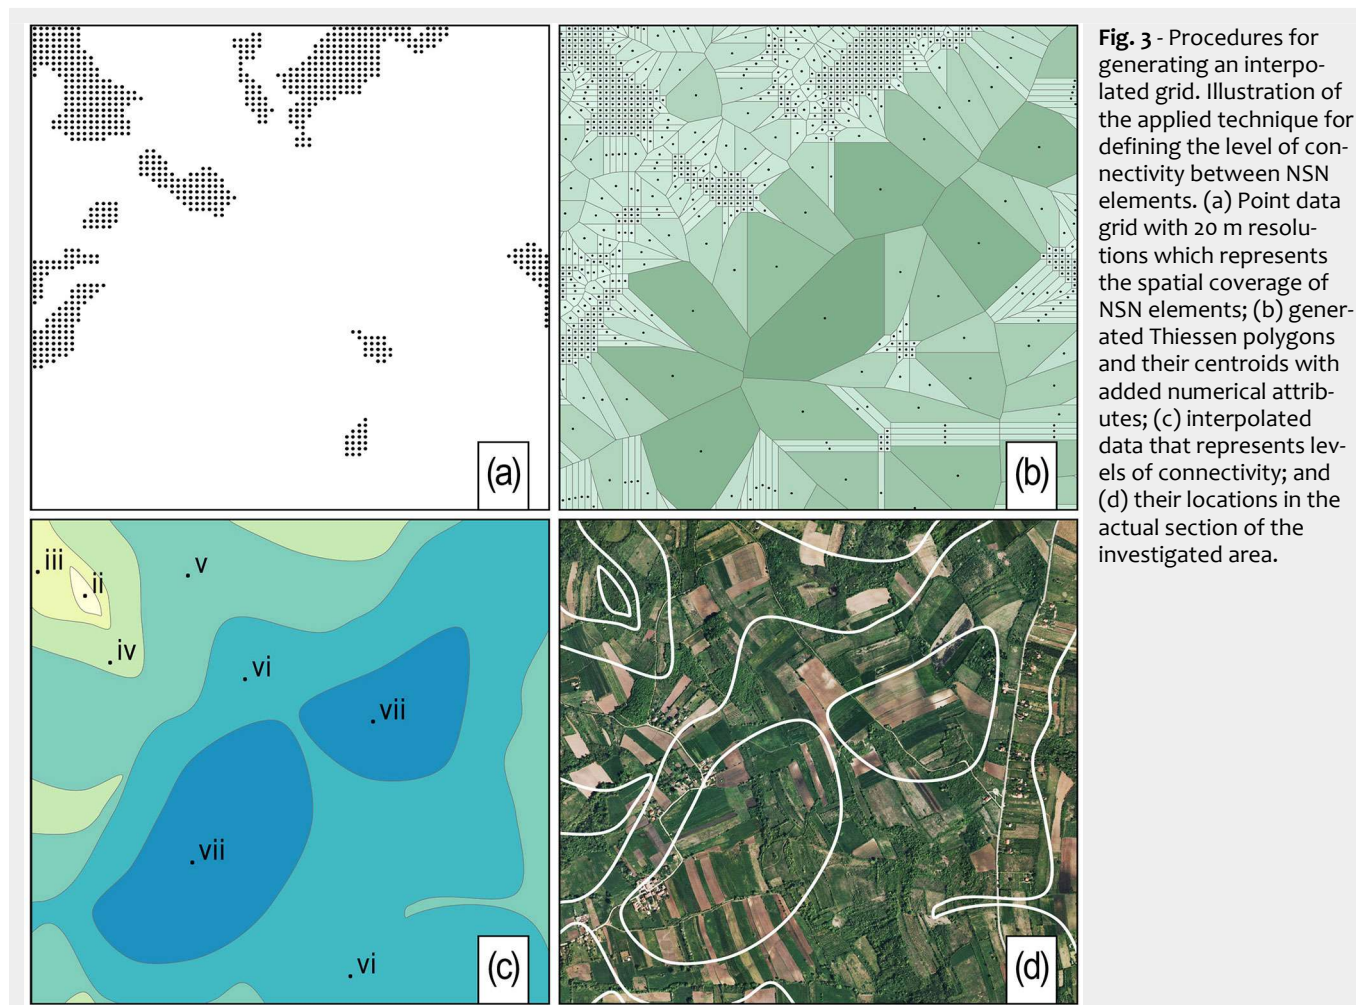 Fig. 3 - Procedures for
generating an interpo-
lated grid. Illustration of
the applied technique for
defining the level of con-
nectivity between NSN
elements. (a) Point data
grid with 20 m resolu-
tions which represents
the spatial coverage of
NSN elements; (b) gener-
ated Thiessen polygons
and their centroids with
added numerical attrib-
utes; (c) interpolated
data that represents lev-
els of connectivity; and
(d) their locations in the
actual section of the
investigated area.
(a)
(b)
iii
ii
v
iv
vi
vii
vii
vi
(c)
(d)